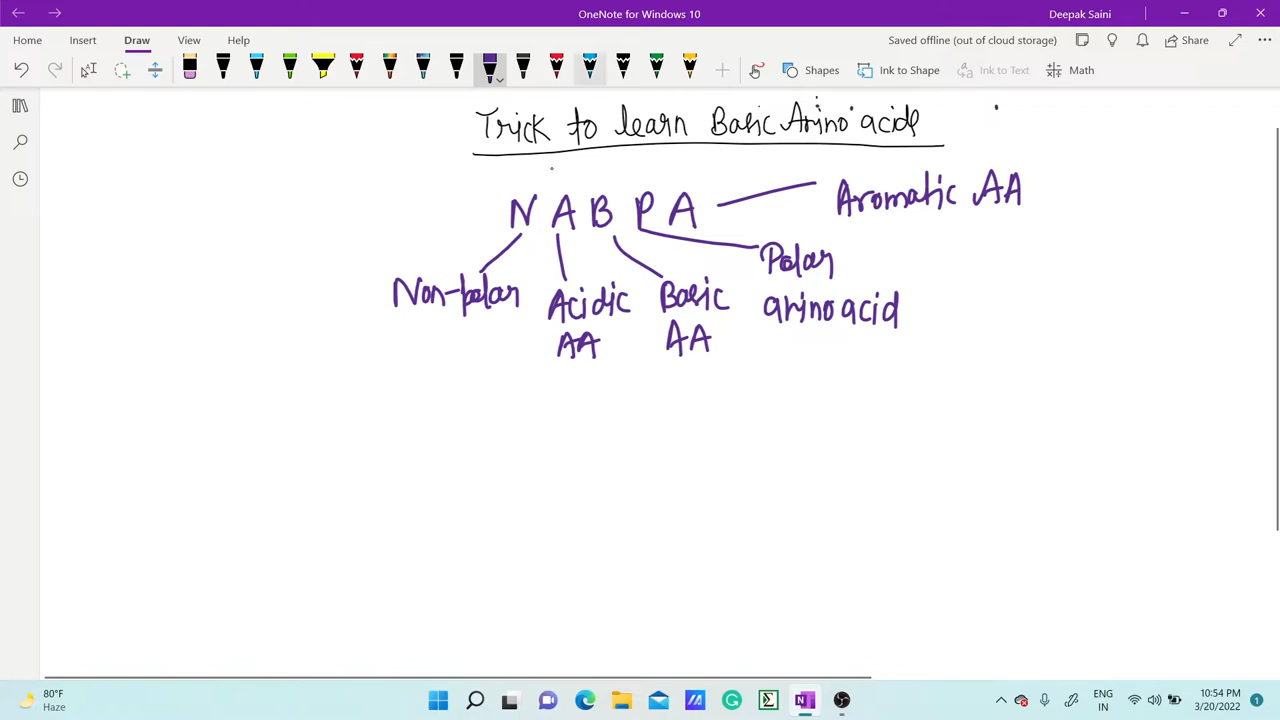 OneNote for Windows 10
Deepak Saini
Home Insert Draw View Help
Saved offline (out of cloud storage)
Share
Shapes
Ink to Shape
Ink to Text
Math
Trick to learn Basic Amino acids
N A B P A
Aromatic AA
Non-polar
Acidic
AA
Basic
AA
Polar
amino acid
80°F
Haze
ENG
IN
10:54 PM
3/20/2022
1